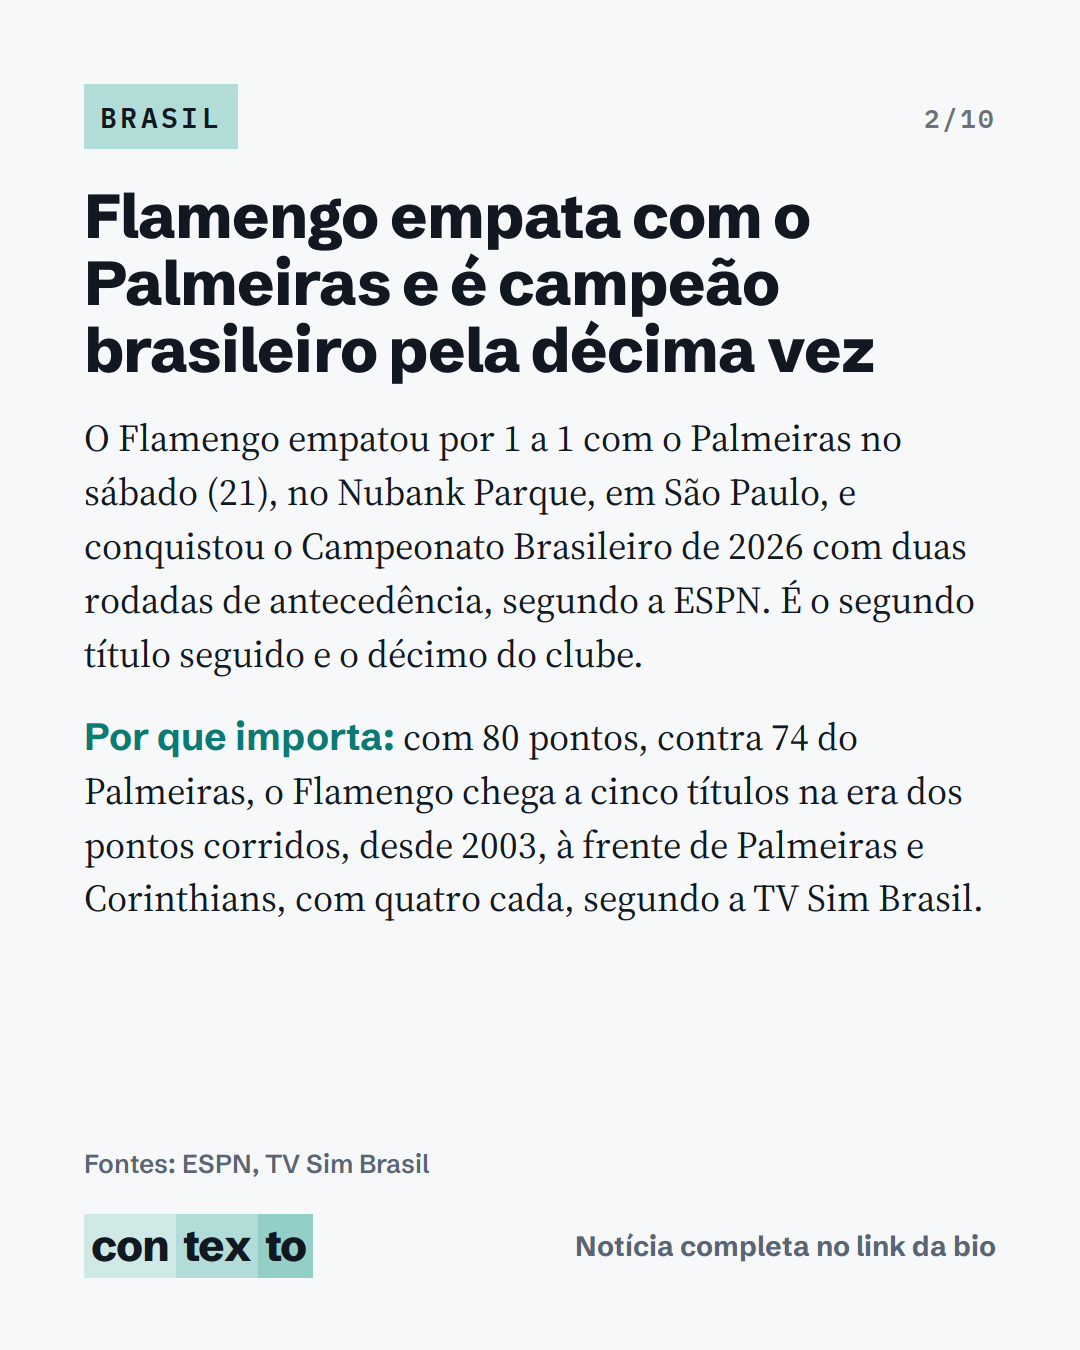 BRASIL
2/10
Flamengo empata com o
Palmeiras e é campeão
brasileiro pela décima vez
O Flamengo empatou por 1 a 1 com o Palmeiras no
sábado (21), no Nubank Parque, em São Paulo, e
conquistou o Campeonato Brasileiro de 2026 com duas
rodadas de antecedência, segundo a ESPN. É o segundo
título seguido e o décimo do clube.
Por que importa: com 80 pontos, contra 74 do
Palmeiras, o Flamengo chega a cinco títulos na era dos
pontos corridos, desde 2003, à frente de Palmeiras e
Corinthians, com quatro cada, segundo a TV Sim Brasil.
Fontes: ESPN, TV Sim Brasil
con tex to
Notícia completa no link da bio